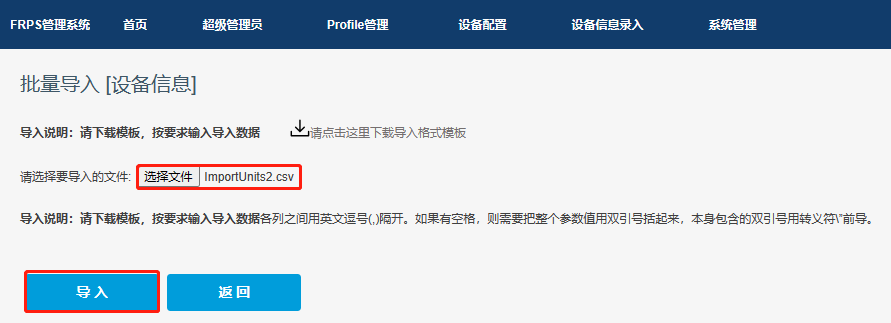 FRPS管理系统 首页 超级管理员 Profile管理 设备配置 设备信息录入 系统管理
批量导入 [设备信息]
导入说明：请下载模板，按要求输入导入数据 请点击这里下载导入格式模板
请选择要导入的文件: 选择文件 ImportUnits2.csv
导入说明：请下载模板，按要求输入导入数据各列之间用英文逗号(,)隔开。如果有空格，则需要把整个参数值用双引号括起来，本身包含的双引号用转义符\"前导。
导 入 返 回